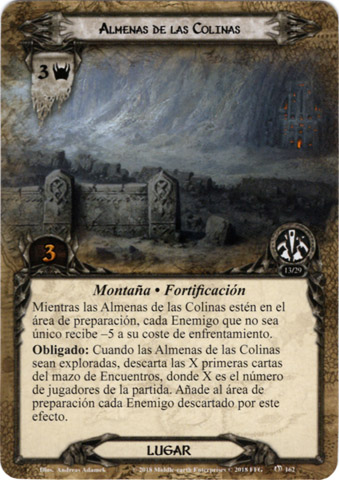 Almenas de las Colinas
3
3
13/29
Montaña • Fortificación
Mientras las Almenas de las Colinas estén en el
área de preparación, cada Enemigo que no sea
único recibe –5 a su coste de enfrentamiento.
Obligado: Cuando las Almenas de las Colinas
sean exploradas, descarta las X primeras cartas
del mazo de Encuentros, donde X es el número
de jugadores de la partida. Añade al área de
preparación cada Enemigo descartado por este
efecto.
LUGAR
Ilus. Andreas Adamek ©2018 Middle-earth Enterprises ©2018 FFG 162